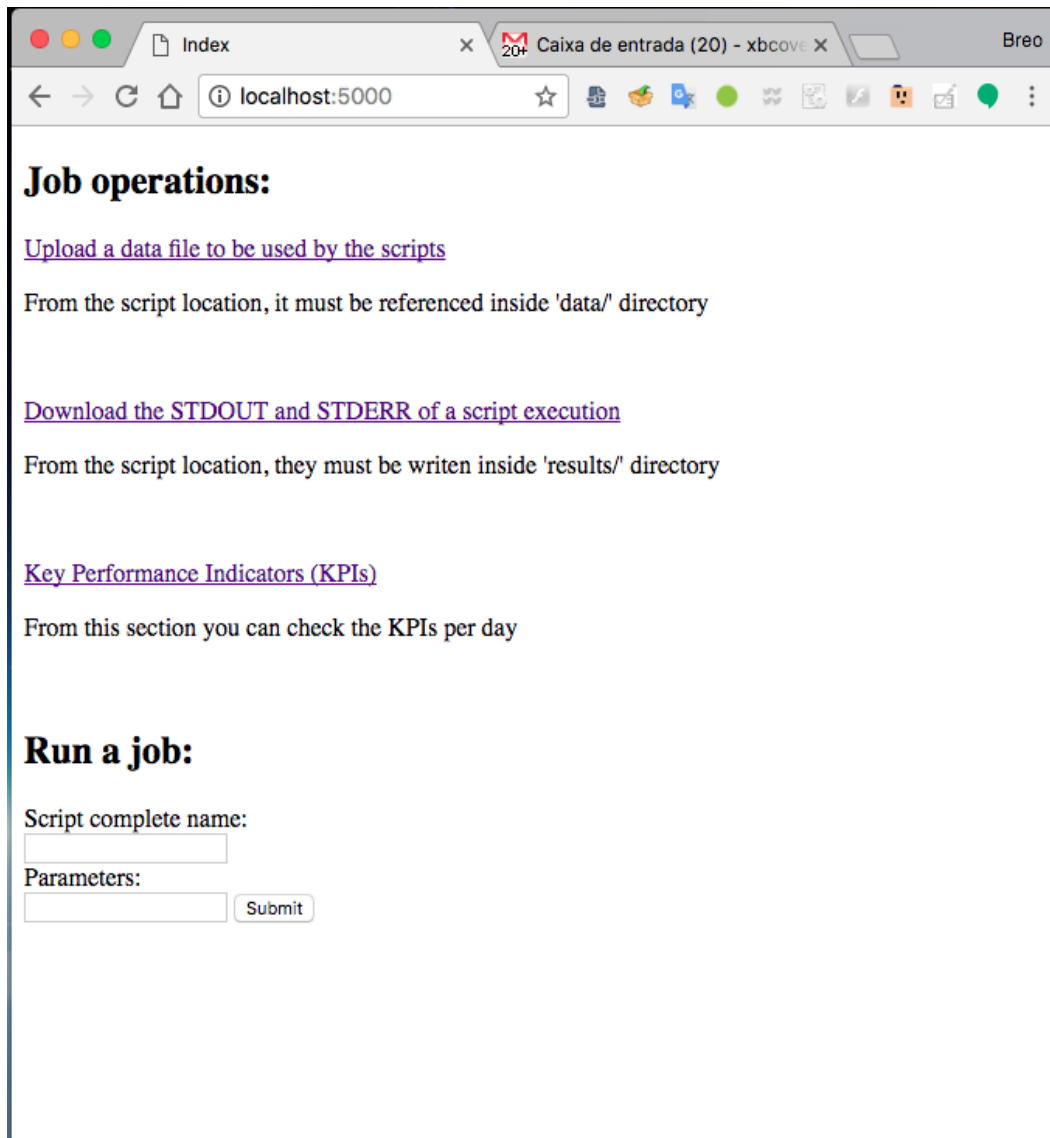 Index
20+ Caixa de entrada (20) - xbcove
Breo
localhost:5000
Job operations:
Upload a data file to be used by the scripts
From the script location, it must be referenced inside 'data/' directory
Download the STDOUT and STDERR of a script execution
From the script location, they must be writen inside 'results/' directory
Key Performance Indicators (KPIs)
From this section you can check the KPIs per day
Run a job:
Script complete name:
Parameters:
Submit